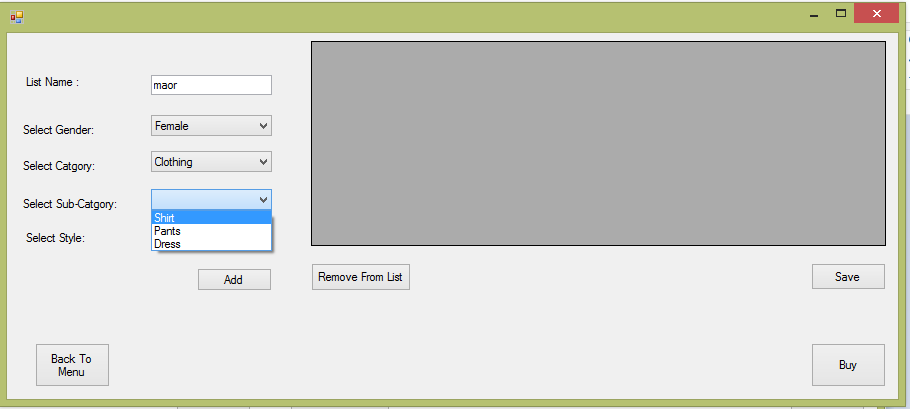 List Name :
maor
Select Gender:
Female
Select Catgory:
Clothing
Select Sub-Catgory:
Shirt
Pants
Dress
Select Style:
Add
Remove From List
Save
Back To
Menu
Buy